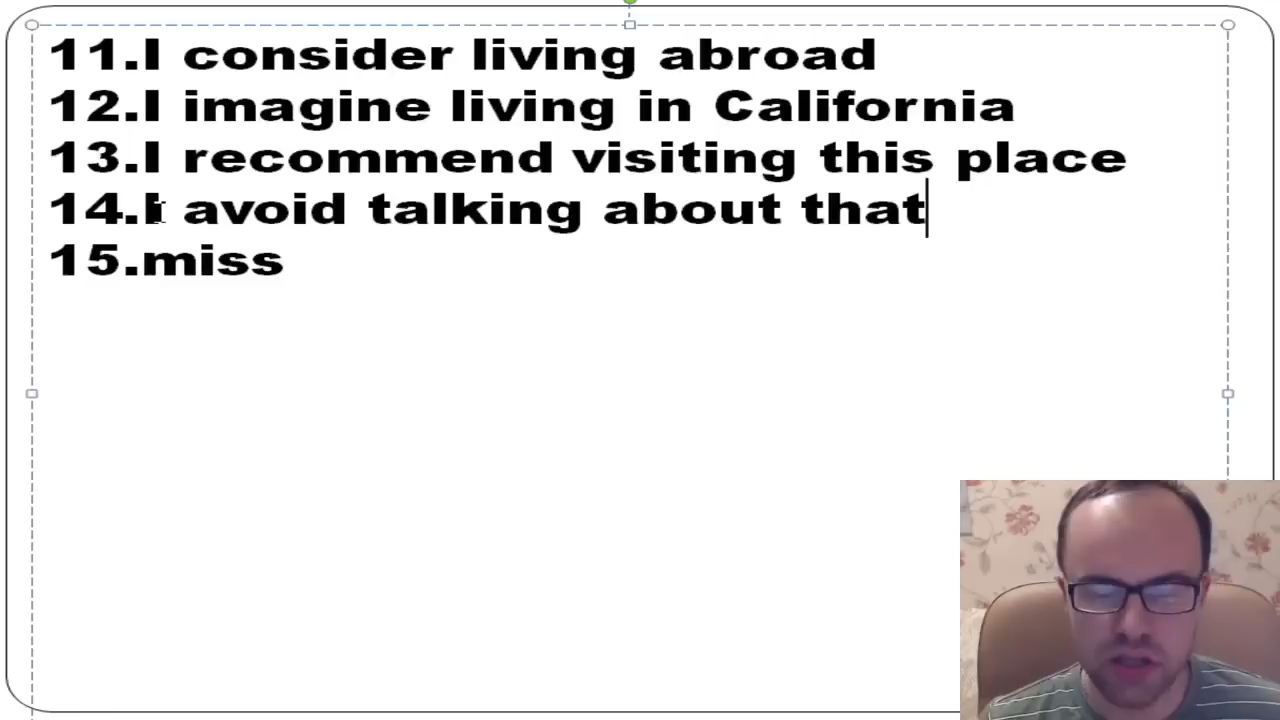 11.I consider living abroad
12.I imagine living in California
13.I recommend visiting this place
14.I avoid talking about that
15.miss